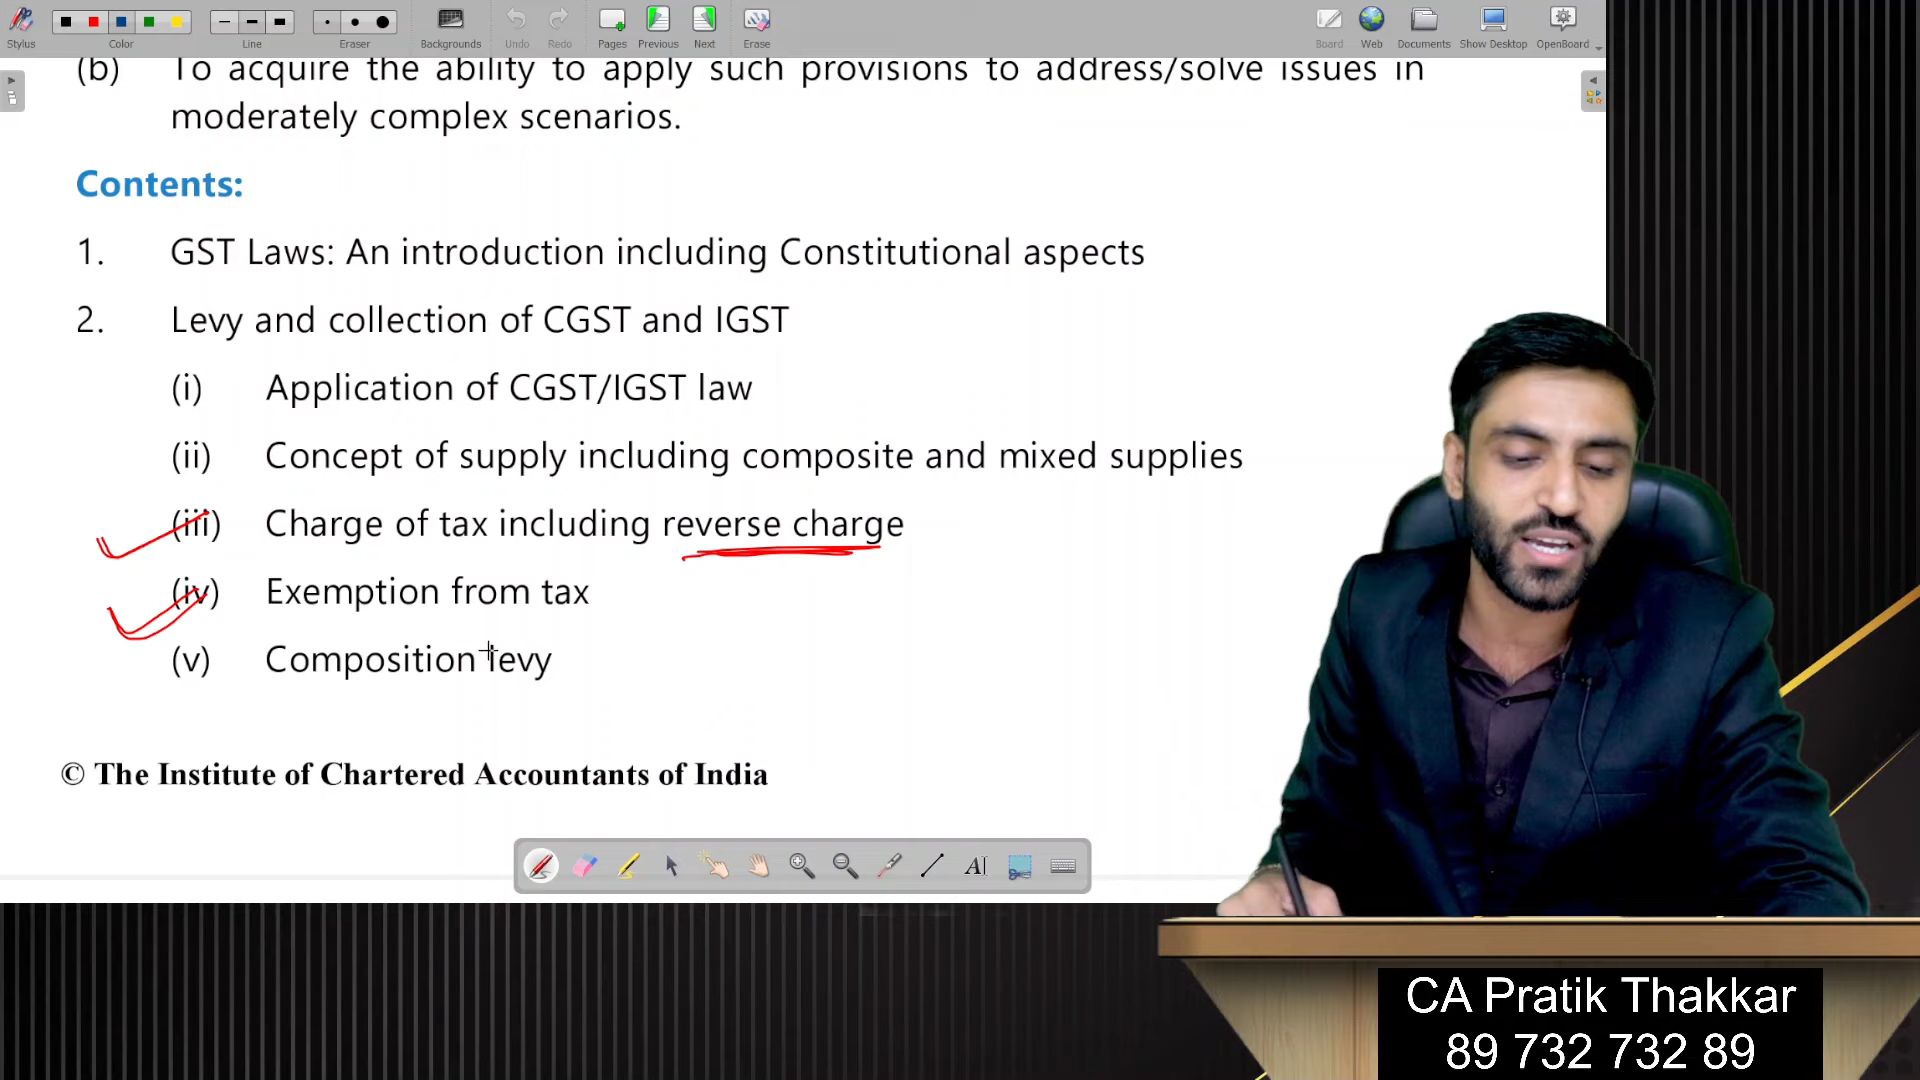 Stylus
Color
Line
Eraser
Backgrounds
Undo
Redo
Pages
Previous
Next
Erase
Board
Web
Documents
Show Desktop
OpenBoard
(b) To acquire the ability to apply such provisions to address/solve issues in
moderately complex scenarios.
Contents:
1. GST Laws: An introduction including Constitutional aspects
2. Levy and collection of CGST and IGST
(i) Application of CGST/IGST law
(ii) Concept of supply including composite and mixed supplies
(iii) Charge of tax including reverse charge
(iv) Exemption from tax
(v) Composition levy
© The Institute of Chartered Accountants of India
CA Pratik Thakkar
89 732 732 89